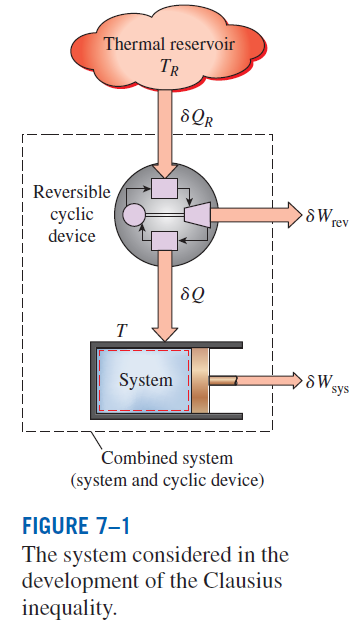 Thermal reservoir
T_R
δQ_R
Reversible
cyclic
device
δW_rev
δQ
T
System
δW_sys
Combined system
(system and cyclic device)
FIGURE 7–1
The system considered in the
development of the Clausius
inequality.